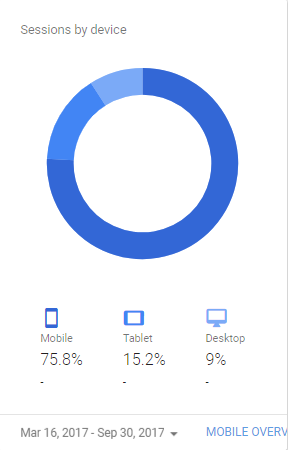 Sessions by device
Mobile Tablet Desktop
75.8% 15.2% 9%
- - -
Mar 16, 2017 - Sep 30, 2017 MOBILE OVERV